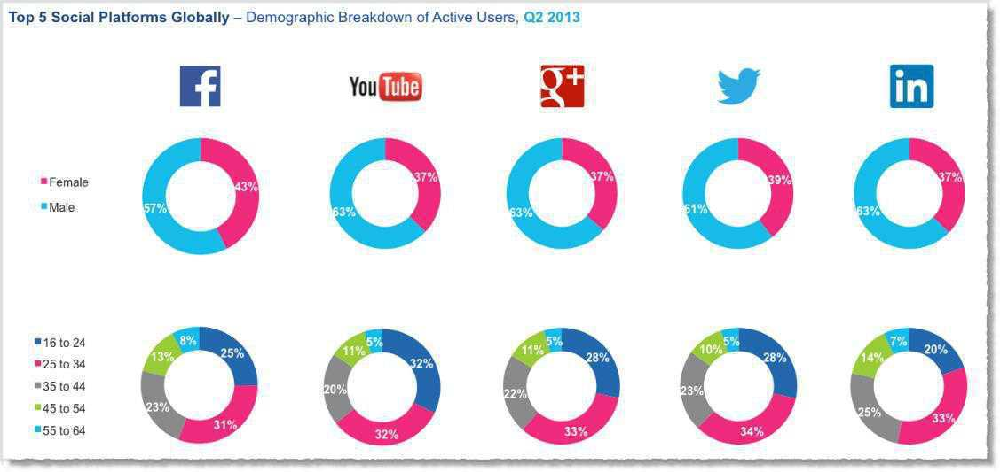 Top 5 Social Platforms Globally – Demographic Breakdown of Active Users, Q2 2013
f
You Tube
g+
in
Female
Male
43%
57%
37%
63%
37%
63%
39%
61%
37%
63%
16 to 24
25 to 34
35 to 44
45 to 54
55 to 64
8%
25%
13%
23%
31%
5%
32%
11%
20%
32%
5%
28%
11%
22%
33%
5%
28%
10%
23%
34%
7%
20%
14%
25%
33%